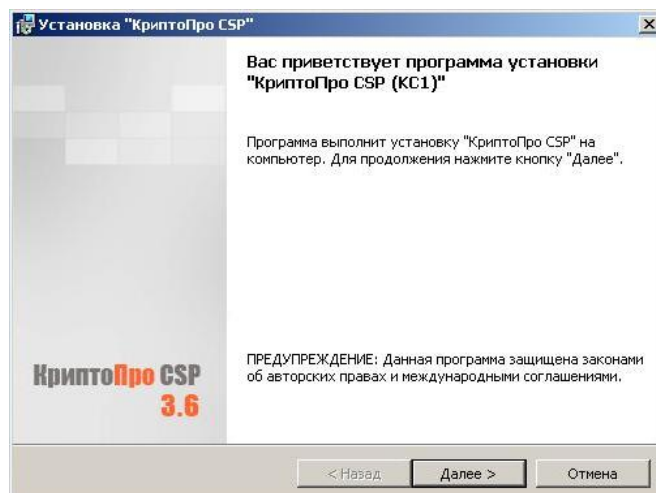 Установка "КриптоПро CSP"
Вас приветствует программа установки
"КриптоПро CSP (KC1)"
Программа выполнит установку "КриптоПро CSP" на
компьютер. Для продолжения нажмите кнопку "Далее".
КриптоПро CSP
3.6
ПРЕДУПРЕЖДЕНИЕ: Данная программа защищена законами
об авторских правах и международными соглашениями.
< Назад
Далее >
Отмена